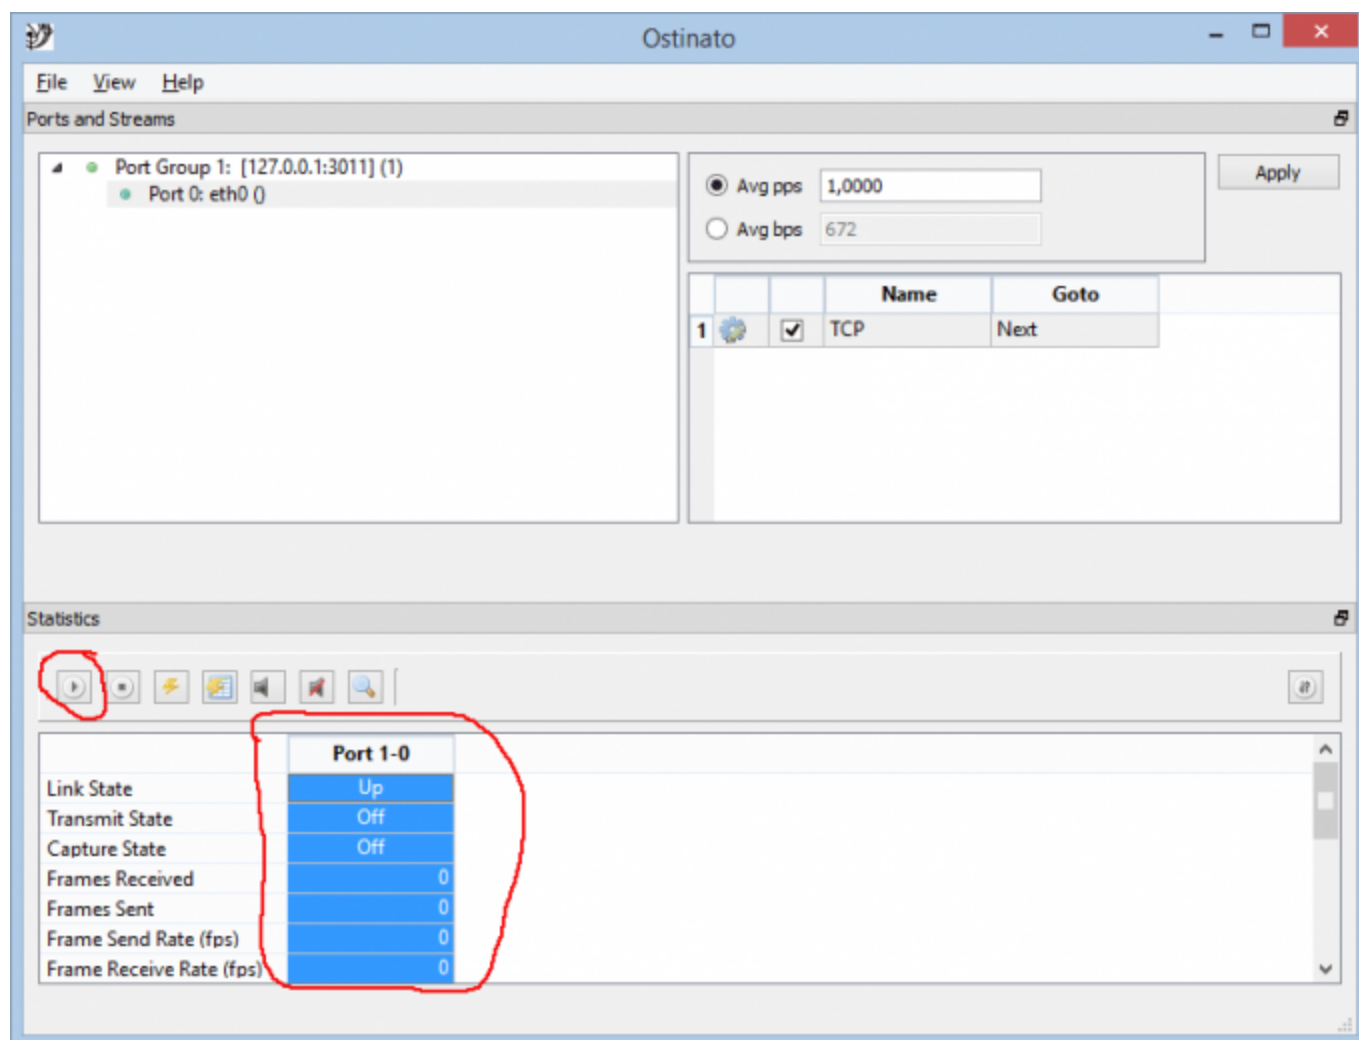 Ostinato
File View Help
Ports and Streams
Port Group 1: [127.0.0.1:3011] (1)
Port 0: eth0 ()
Avg pps 1,0000
Apply
Avg bps 672
Name Goto
1 TCP Next
Statistics
Port 1-0
Link State Up
Transmit State Off
Capture State Off
Frames Received 0
Frames Sent 0
Frame Send Rate (fps) 0
Frame Receive Rate (fps) 0